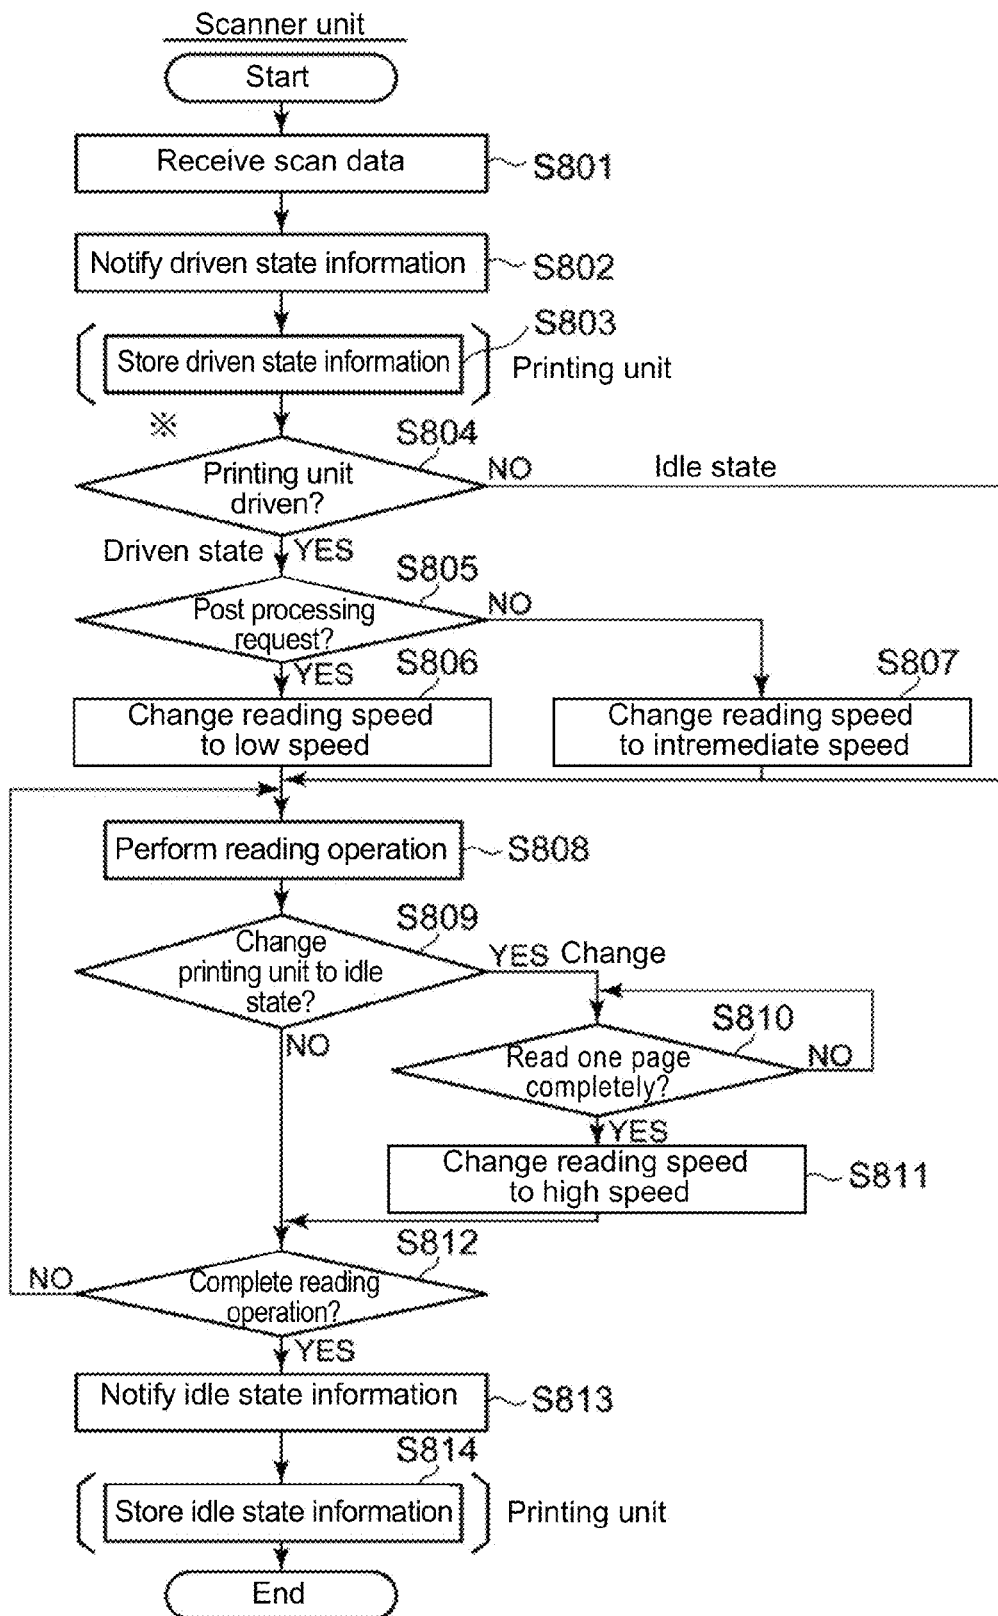 Scanner unit
Start
Receive scan data
S801
Notify driven state information
S802
S803
Store driven state information
Printing unit
※
S804
Printing unit
driven?
NO
Idle state
Driven state
YES
S805
Post processing
request?
NO
YES
S806
Change reading speed
to low speed
S807
Change reading speed
to intremediate speed
Perform reading operation
S808
S809
Change
printing unit to idle
state?
YES
Change
NO
S810
Read one page
completely?
NO
YES
Change reading speed
to high speed
S811
S812
Complete reading
operation?
NO
YES
Notify idle state information
S813
S814
Store idle state information
Printing unit
End